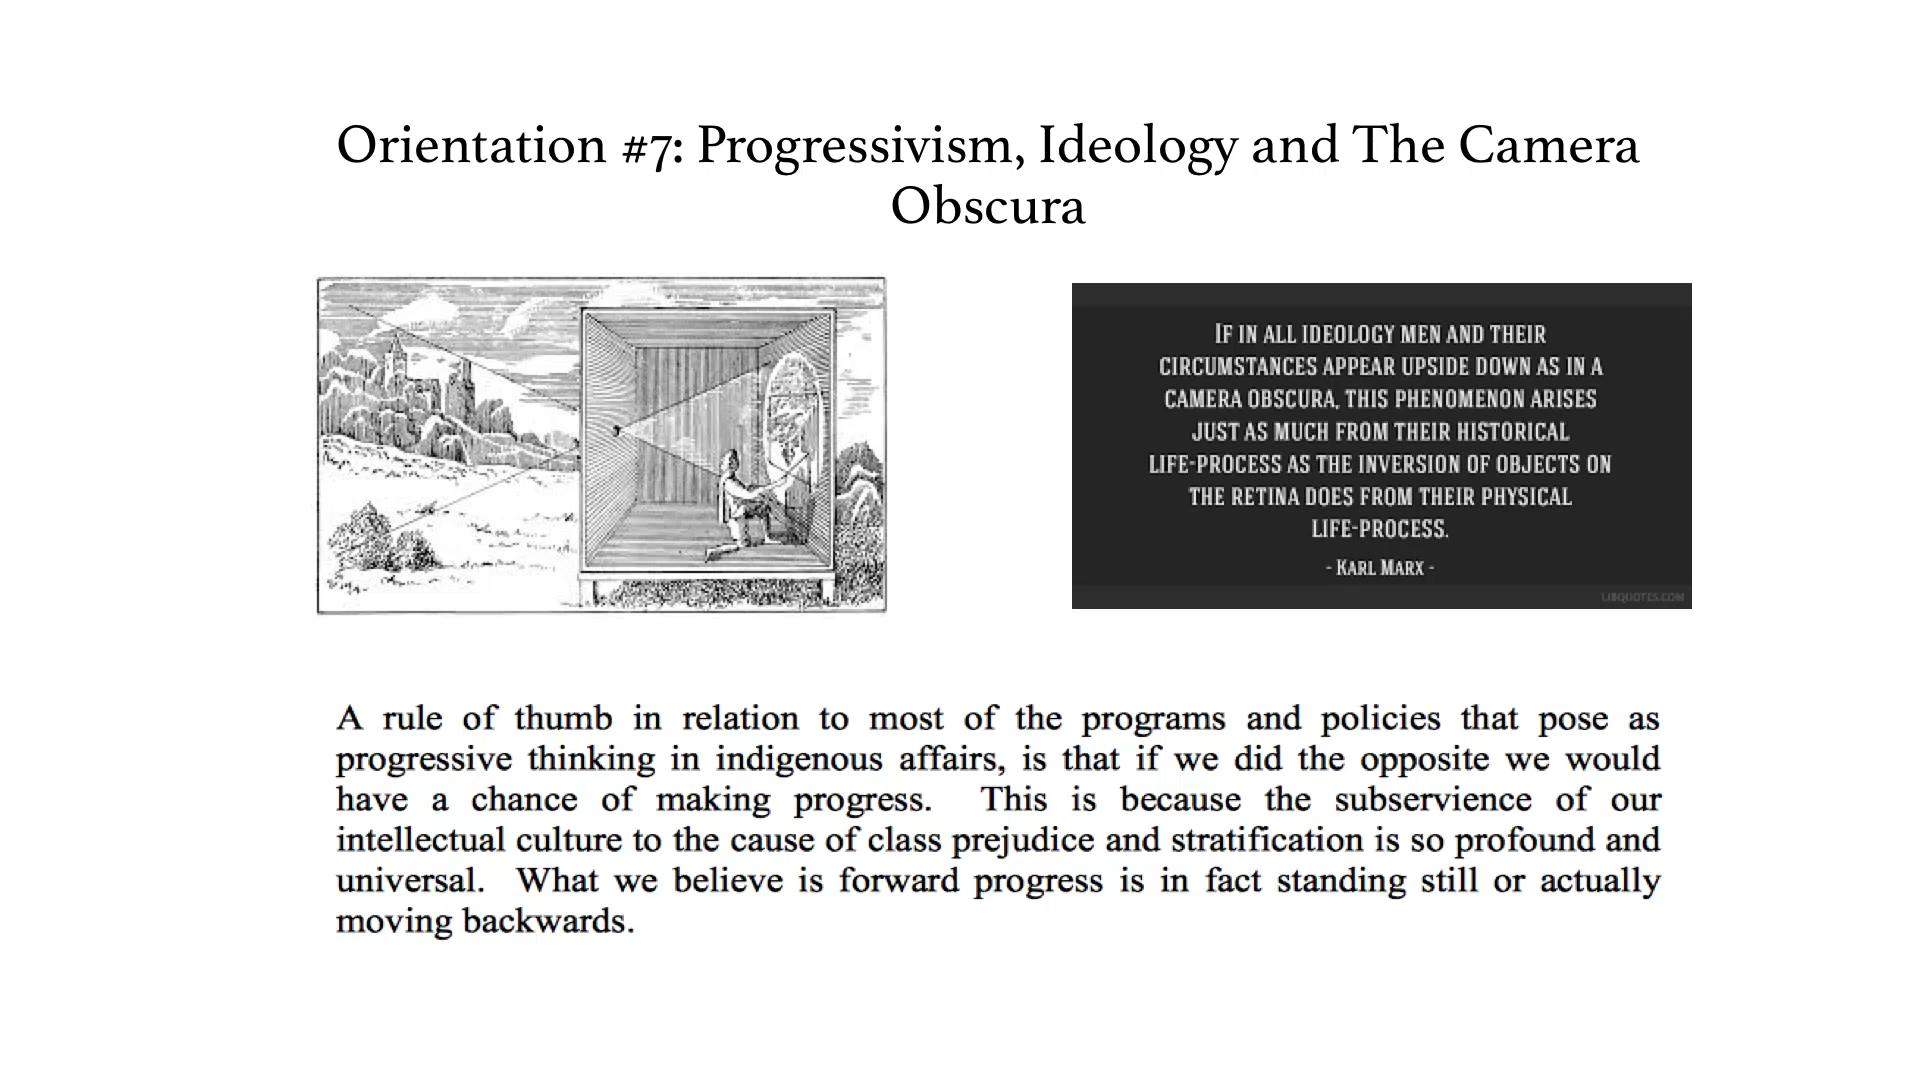 Orientation #7: Progressivism, Ideology and The Camera
Obscura
If in all ideology men and their
circumstances appear upside down as in a
camera obscura, this phenomenon arises
just as much from their historical
life-process as the inversion of objects on
the retina does from their physical
life-process.
- Karl Marx -
LIBQUOTES.COM
A rule of thumb in relation to most of the programs and policies that pose as
progressive thinking in indigenous affairs, is that if we did the opposite we would
have a chance of making progress. This is because the subservience of our
intellectual culture to the cause of class prejudice and stratification is so profound and
universal. What we believe is forward progress is in fact standing still or actually
moving backwards.